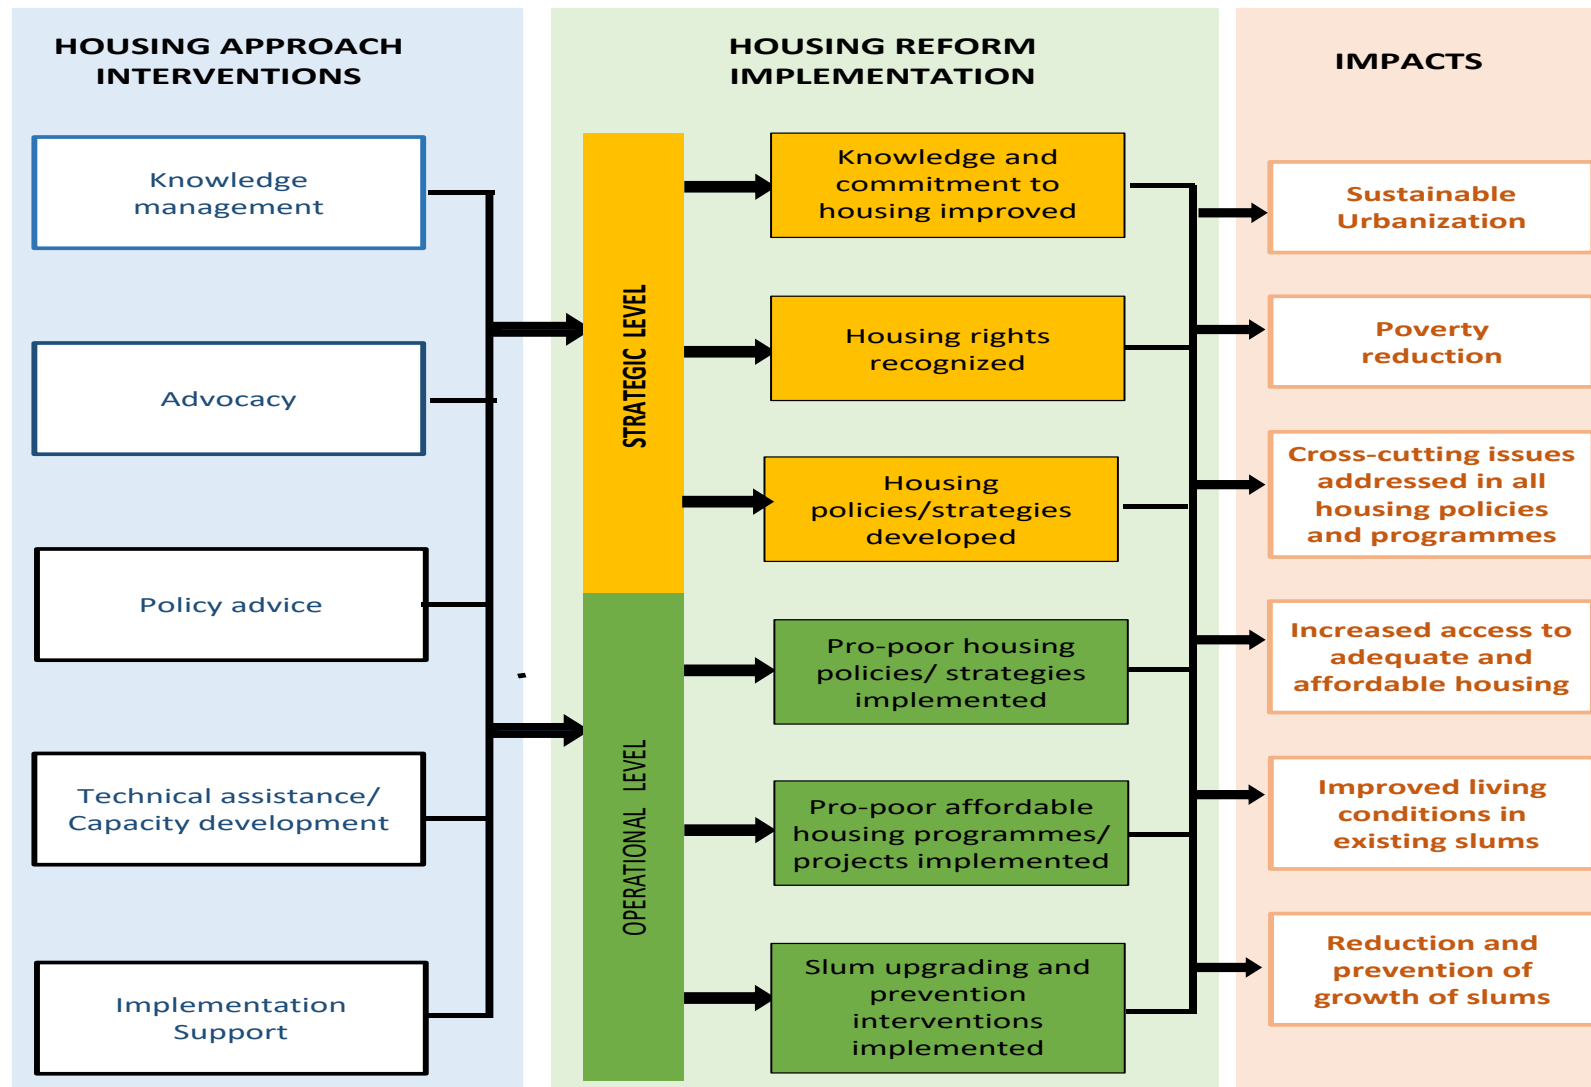 HOUSING APPROACH
INTERVENTIONS
Knowledge
management
Advocacy
Policy advice
Technical assistance/
Capacity development
Implementation
Support
HOUSING REFORM
IMPLEMENTATION
STRATEGIC LEVEL
OPERATIONAL LEVEL
Knowledge and
commitment to
housing improved
Housing rights
recognized
Housing
policies/strategies
developed
Pro-poor housing
policies/ strategies
implemented
Pro-poor affordable
housing programmes/
projects implemented
Slum upgrading and
prevention
interventions
implemented
IMPACTS
Sustainable
Urbanization
Poverty
reduction
Cross-cutting issues
addressed in all
housing policies
and programmes
Increased access to
adequate and
affordable housing
Improved living
conditions in
existing slums
Reduction and
prevention of
growth of slums